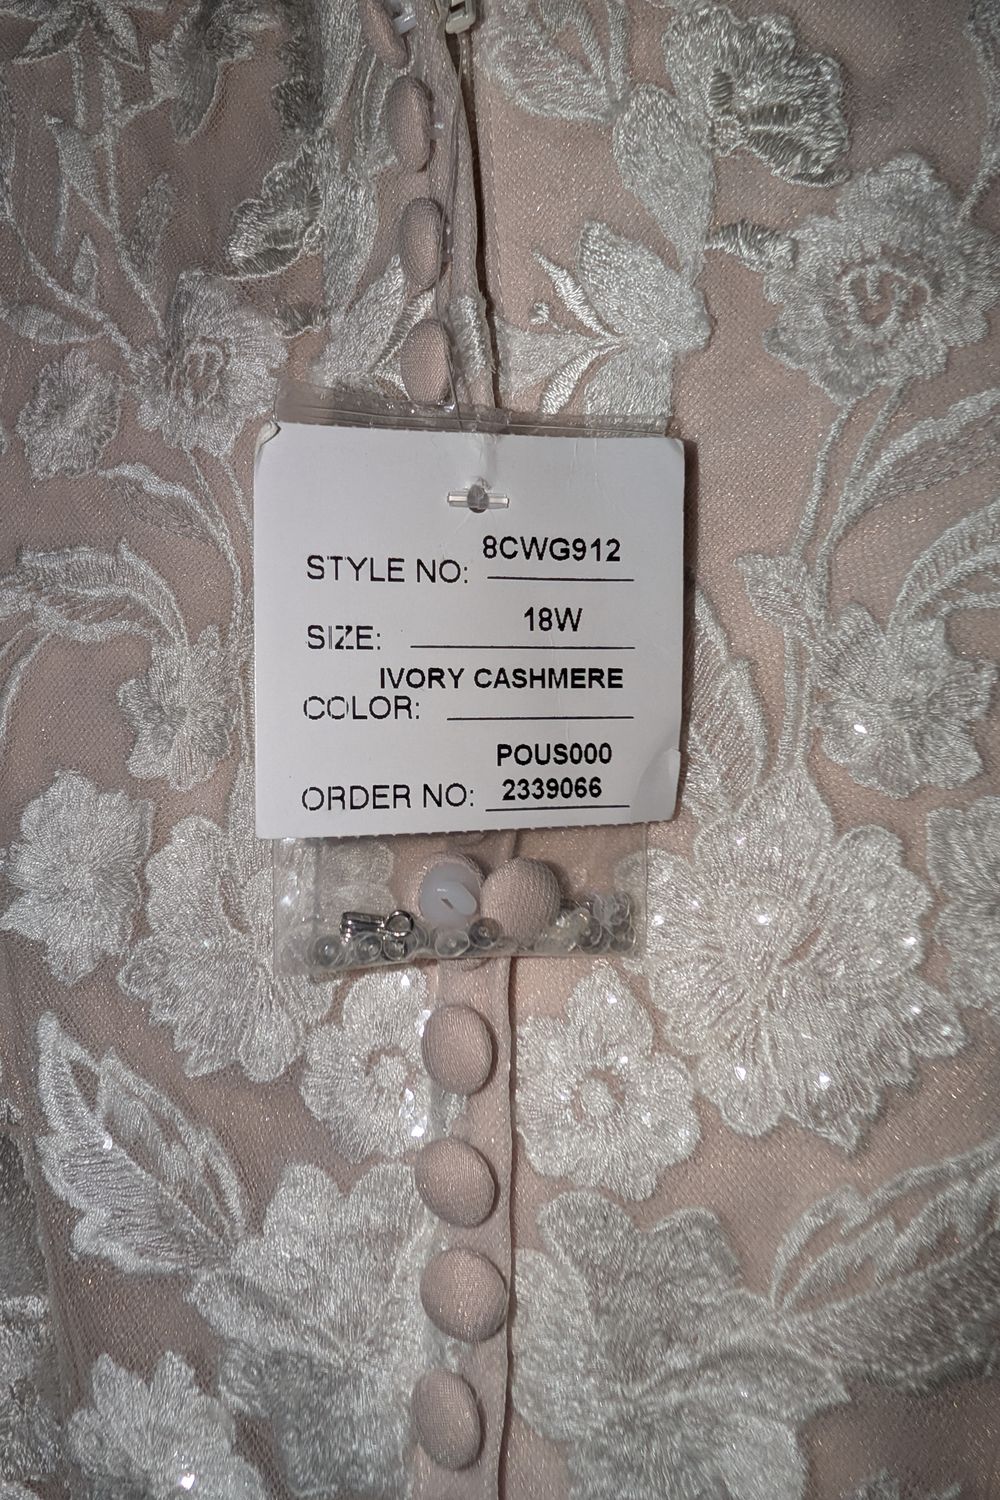 STYLE NO: 8CWG912
SIZE: 18W
IVORY CASHMERE
COLOR:
POUS000
ORDER NO: 2339066